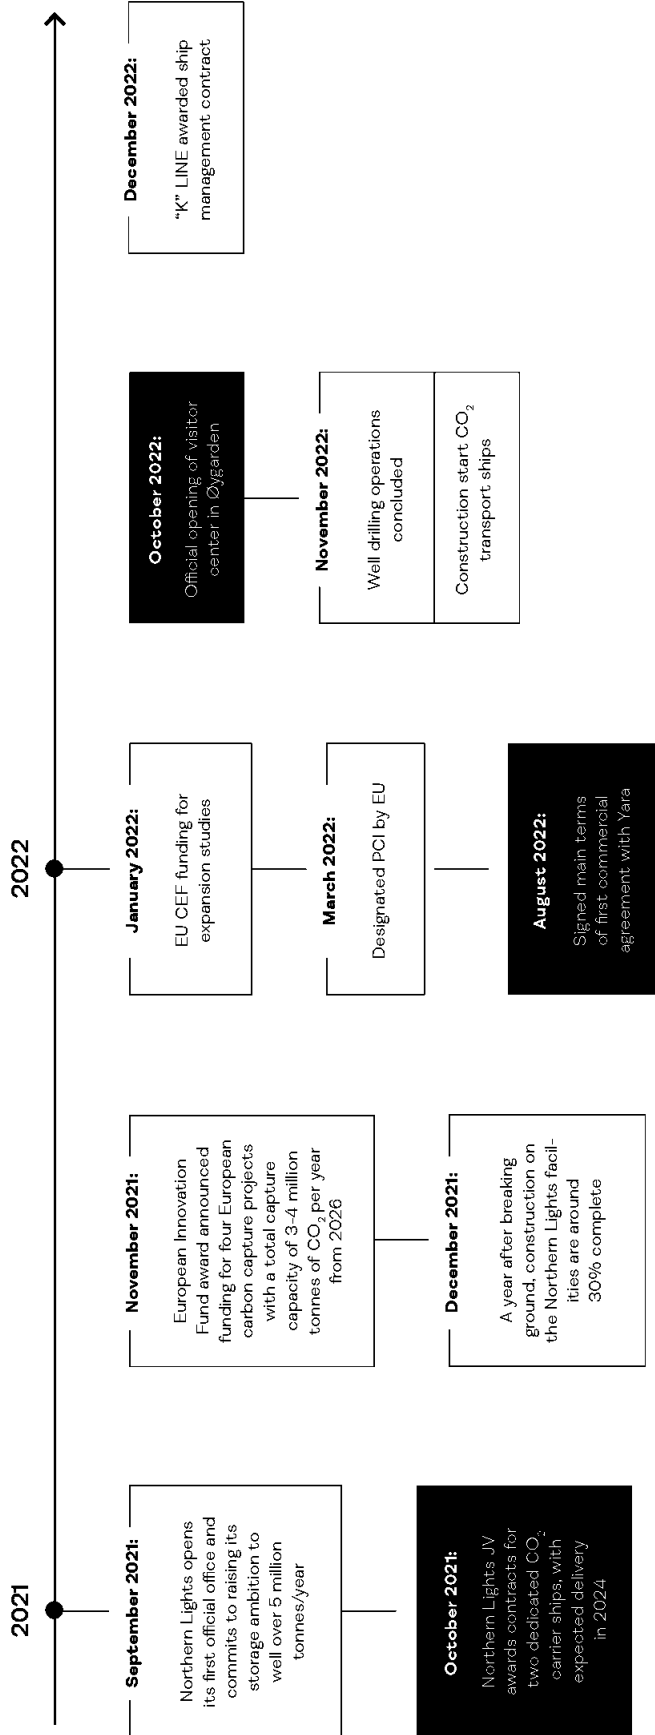 2021
September 2021:
Northern Lights opens
its first official office and
commits to raising its
storage ambition to
well over 5 million
tonnes/year
October 2021:
Northern Lights JV
awards contracts for
two dedicated CO₂
carrier ships, with
expected delivery
in 2024
November 2021:
European Innovation
Fund award announced
funding for four European
carbon capture projects
with a total capture
capacity of 3-4 million
tonnes of CO₂ per year
from 2026
December 2021:
A year after breaking
ground, construction on
the Northern Lights facil-
ities are around
30% complete
2022
January 2022:
EU CEF funding for
expansion studies
March 2022:
Designated PCI by EU
August 2022:
Signed main terms
of first commercial
agreement with Yara
October 2022:
Official opening of visitor
center in Øygarden
November 2022:
Well drilling operations
concluded
Construction start CO₂
transport ships
December 2022:
“K” LINE awarded ship
management contract